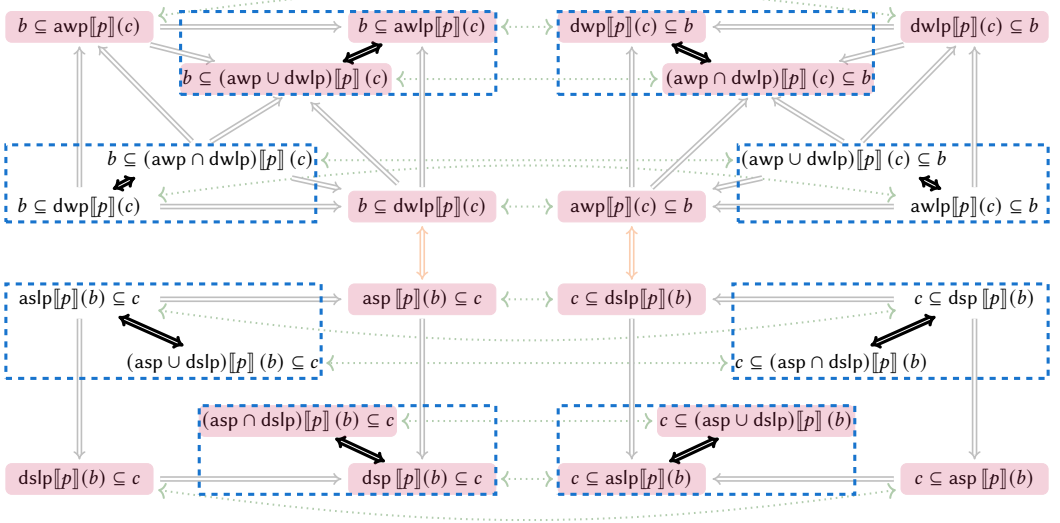 b ⊆ awp⟦p⟧(c) b ⊆ awlp⟦p⟧(c) dwp⟦p⟧(c) ⊆ b dwlp⟦p⟧(c) ⊆ b
b ⊆ (awp ∪ dwlp)⟦p⟧ (c) (awp ∩ dwlp)⟦p⟧ (c) ⊆ b
b ⊆ (awp ∩ dwlp)⟦p⟧ (c) (awp ∪ dwlp)⟦p⟧ (c) ⊆ b
b ⊆ dwp⟦p⟧(c) b ⊆ dwlp⟦p⟧(c) awp⟦p⟧(c) ⊆ b awlp⟦p⟧(c) ⊆ b
aslp⟦p⟧(b) ⊆ c asp ⟦p⟧(b) ⊆ c c ⊆ dslp⟦p⟧(b) c ⊆ dsp ⟦p⟧(b)
(asp ∪ dslp)⟦p⟧ (b) ⊆ c c ⊆ (asp ∩ dslp)⟦p⟧ (b)
(asp ∩ dslp)⟦p⟧ (b) ⊆ c c ⊆ (asp ∪ dslp)⟦p⟧ (b)
dslp⟦p⟧(b) ⊆ c dsp ⟦p⟧(b) ⊆ c c ⊆ aslp⟦p⟧(b) c ⊆ asp ⟦p⟧(b)